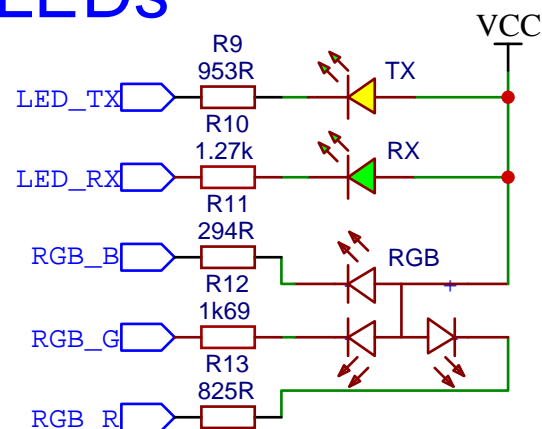 LEDs
VCC
R9
953R
TX
LED_TX
R10
1.27k
RX
LED_RX
R11
294R
RGB
RGB_B
R12
1k69
RGB_G
R13
825R
RGB_R